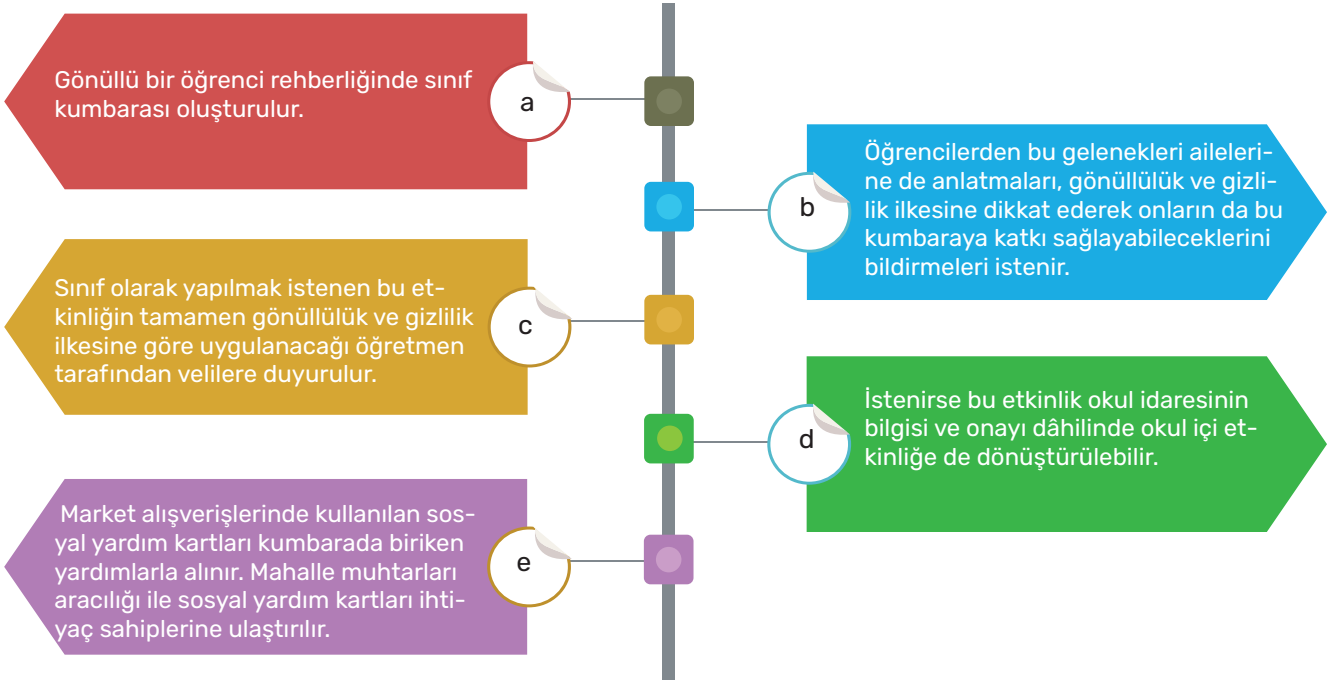 Gönüllü bir öğrenci rehberliğinde sınıf
kumbarası oluşturulur.
a
Öğrencilerden bu gelenekleri aileleri-
ne de anlatmaları, gönüllülük ve gizli-
lik ilkesine dikkat ederek onların da bu
kumbaraya katkı sağlayabileceklerini
bildirmeleri istenir.
b
Sınıf olarak yapılmak istenen bu et-
kinliğin tamamen gönüllülük ve gizlilik
ilkesine göre uygulanacağı öğretmen
tarafından velilere duyurulur.
c
İstenirse bu etkinlik okul idaresinin
bilgisi ve onayı dâhilinde okul içi et-
kinliğe de dönüştürülebilir.
d
Market alışverişlerinde kullanılan sos-
yal yardım kartları kumbarada biriken
yardımlarla alınır. Mahalle muhtarları
aracılığı ile sosyal yardım kartları ihti-
yaç sahiplerine ulaştırılır.
e